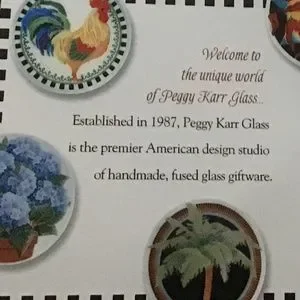 Welcome to
the unique world
of Peggy Karr Glass...
Established in 1987, Peggy Karr Glass
is the premier American design studio
of handmade, fused glass giftware.